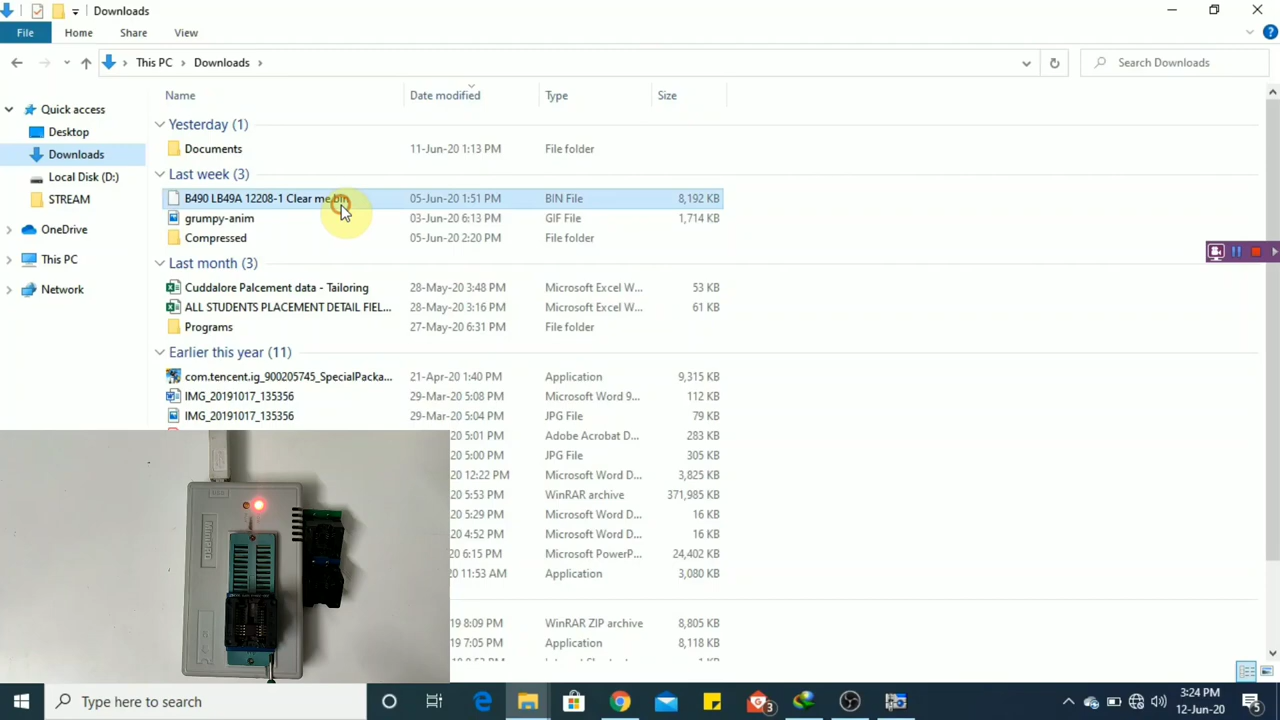 Downloads
File Home Share View
This PC Downloads
Search Downloads
Name Date modified Type Size
Quick access
Desktop
Downloads
Local Disk (D:)
STREAM
OneDrive
This PC
Network
Yesterday (1)
Documents 11-Jun-20 1:13 PM File folder
Last week (3)
B490 LB49A 12208-1 Clear me.bin 05-Jun-20 1:51 PM BIN File 8,192 KB
grumpy-anim 03-Jun-20 6:13 PM GIF File 1,714 KB
Compressed 05-Jun-20 2:20 PM File folder
Last month (3)
Cuddalore Palcement data - Tailoring 28-May-20 3:48 PM Microsoft Excel W... 53 KB
ALL STUDENTS PLACEMENT DETAIL FIEL... 28-May-20 3:16 PM Microsoft Excel W... 61 KB
Programs 27-May-20 6:31 PM File folder
Earlier this year (11)
com.tencent.ig_900205745_SpecialPacka... 21-Apr-20 1:40 PM Application 9,315 KB
IMG_20191017_135356 29-Mar-20 5:08 PM Microsoft Word 9... 112 KB
IMG_20191017_135356 29-Mar-20 5:04 PM JPG File 79 KB
20 5:01 PM Adobe Acrobat D... 283 KB
20 5:00 PM JPG File 305 KB
20 12:22 PM Microsoft Word D... 3,825 KB
20 5:53 PM WinRAR archive 371,985 KB
20 5:29 PM Microsoft Word D... 16 KB
20 4:52 PM Microsoft Word D... 16 KB
0 6:15 PM Microsoft PowerP... 24,402 KB
20 11:53 AM Application 3,080 KB
19 8:09 PM WinRAR ZIP archive 8,805 KB
19 7:05 PM Application 8,118 KB
Type here to search
3
3:24 PM
12-Jun-20
5